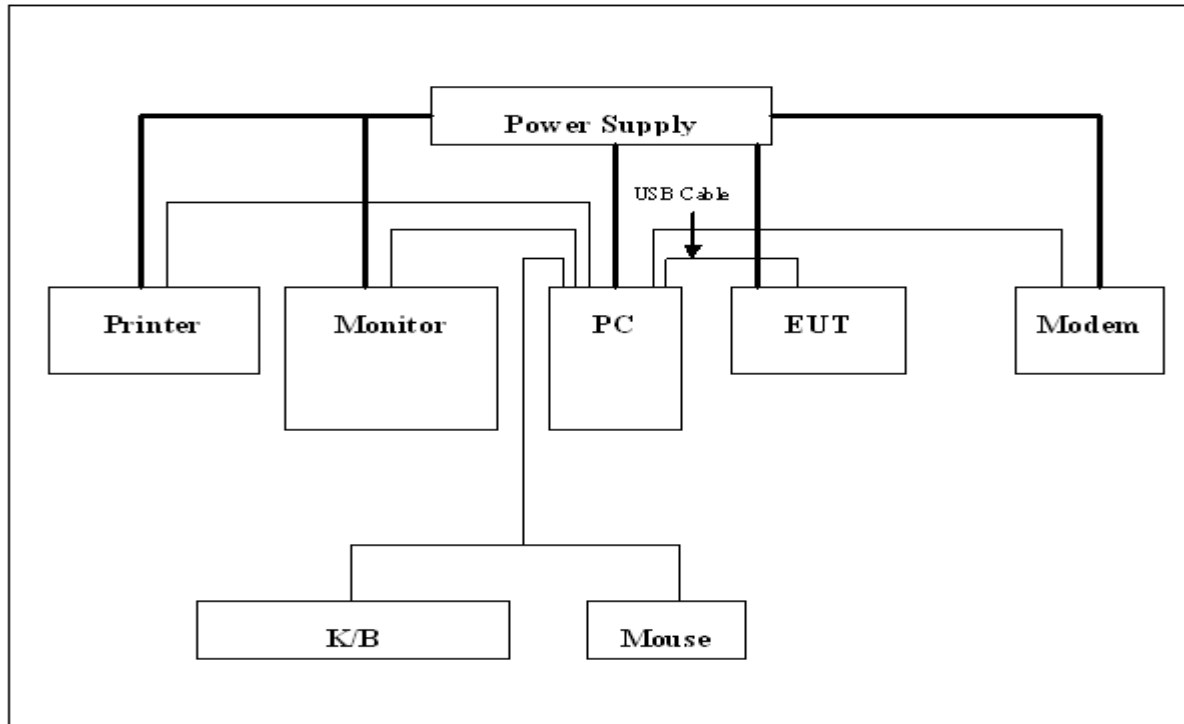 Power Supply
USB Cable
Printer
Monitor
PC
EUT
Modem
K/B
Mouse